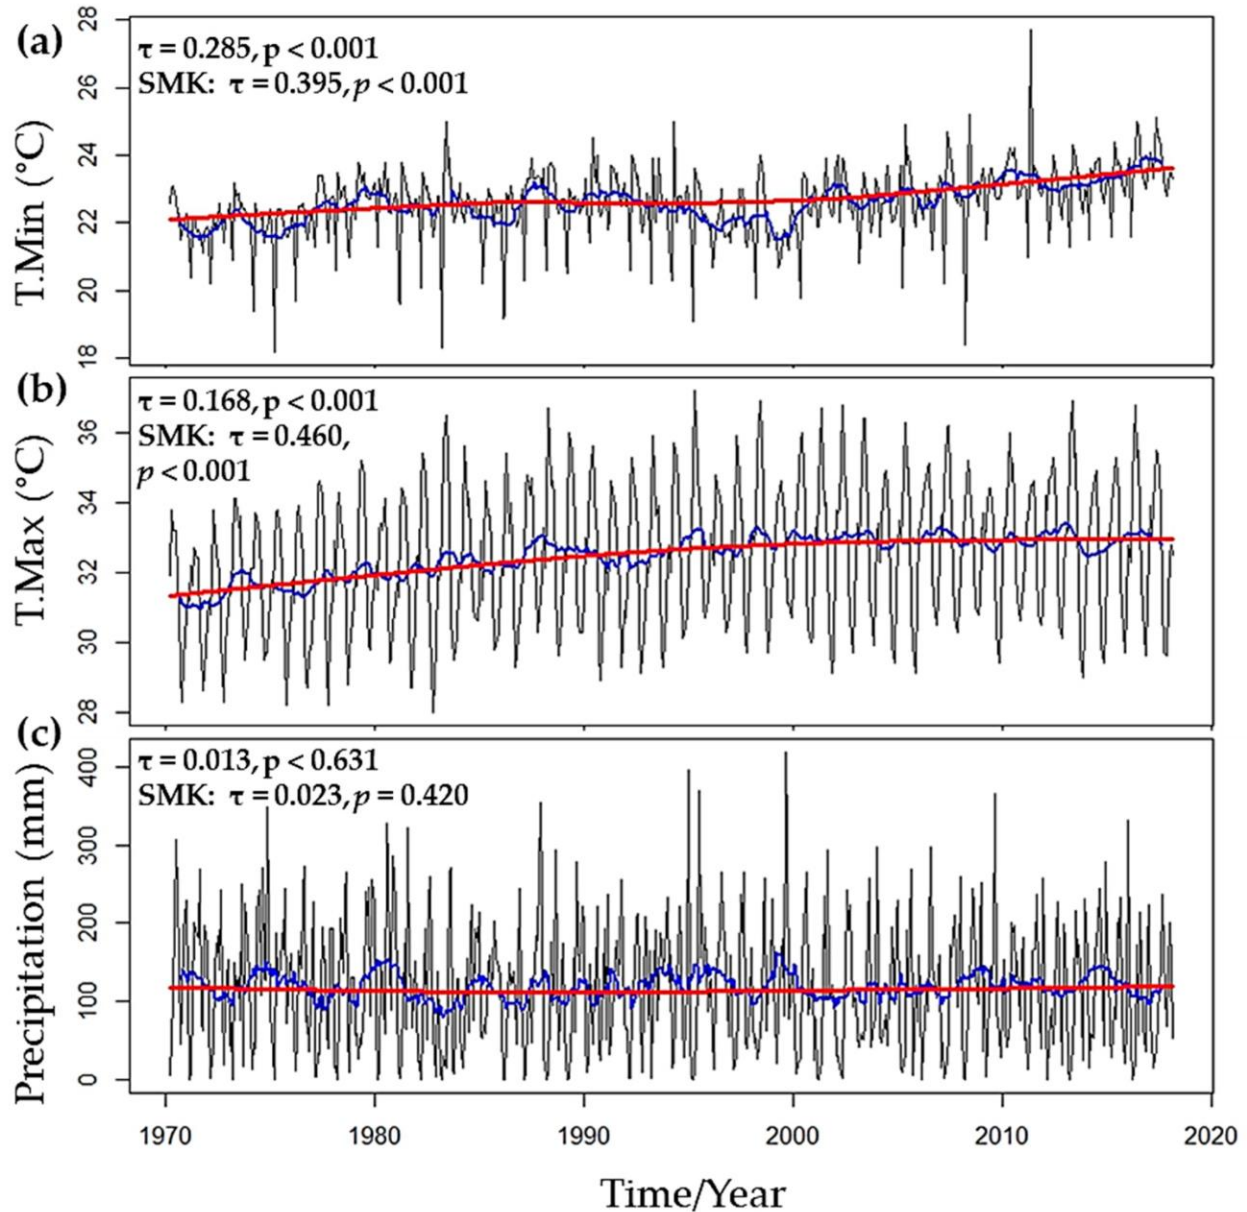 (a)
τ = 0.285, p < 0.001
SMK: τ = 0.395, p < 0.001
T.Min (°C)
28
26
24
22
20
18
(b)
τ = 0.168, p < 0.001
SMK: τ = 0.460,
p < 0.001
T.Max (°C)
36
34
32
30
28
(c)
τ = 0.013, p < 0.631
SMK: τ = 0.023, p = 0.420
Precipitation (mm)
400
300
200
100
0
1970 1980 1990 2000 2010 2020
Time/Year